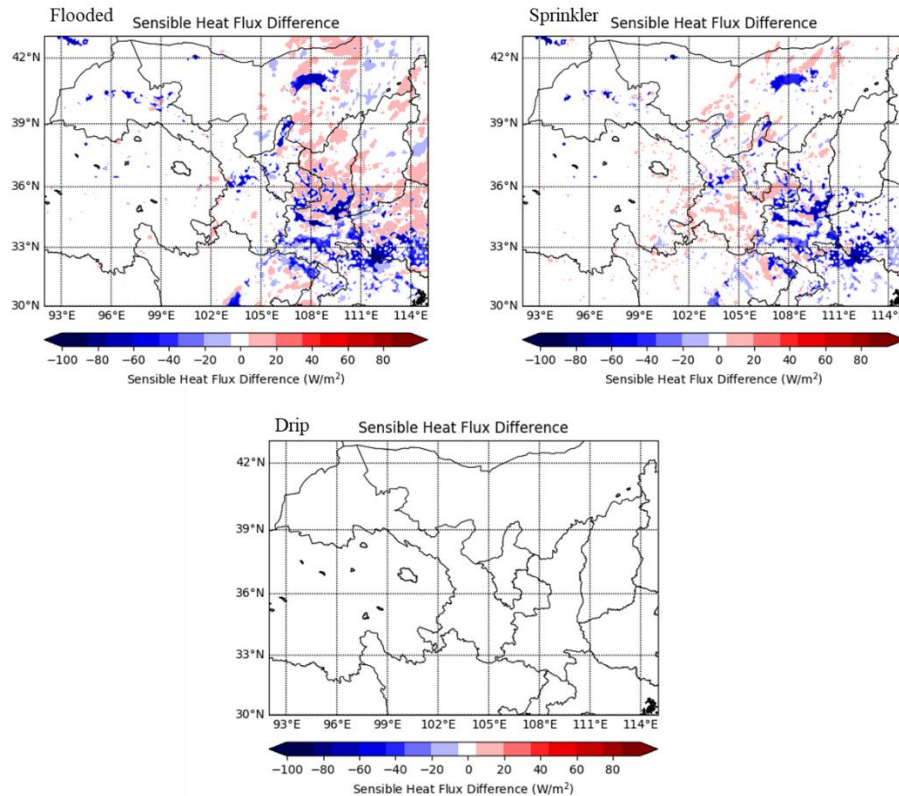 Flooded
Sensible Heat Flux Difference
42°N
39°N
36°N
33°N
30°N
93°E 96°E 99°E 102°E 105°E 108°E 111°E 114°E
−100 −80 −60 −40 −20 0 20 40 60 80
Sensible Heat Flux Difference (W/m²)
Sprinkler
Sensible Heat Flux Difference
42°N
39°N
36°N
33°N
30°N
93°E 96°E 99°E 102°E 105°E 108°E 111°E 114°E
−100 −80 −60 −40 −20 0 20 40 60 80
Sensible Heat Flux Difference (W/m²)
Drip
Sensible Heat Flux Difference
42°N
39°N
36°N
33°N
30°N
93°E 96°E 99°E 102°E 105°E 108°E 111°E 114°E
−100 −80 −60 −40 −20 0 20 40 60 80
Sensible Heat Flux Difference (W/m²)